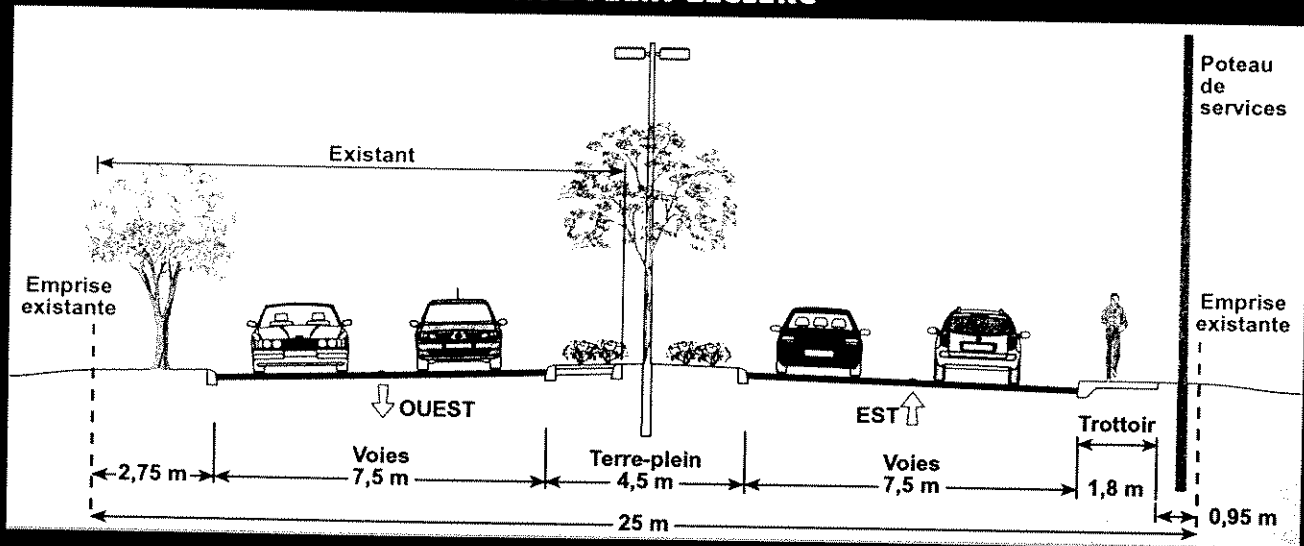 Poteau
de
services
Existant
Emprise
existante
Emprise
existante
OUEST
EST
Trottoir
2,75 m
Voies
7,5 m
Terre-plein
4,5 m
Voies
7,5 m
1,8 m
0,95 m
25 m